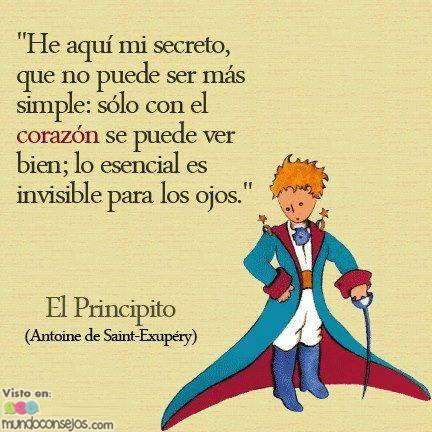 "He aquí mi secreto,
que no puede ser más
simple: sólo con el
corazón se puede ver
bien; lo esencial es
invisible para los ojos."
El Principito
(Antoine de Saint-Exupéry)
Visto en:
mundoconsejos.com